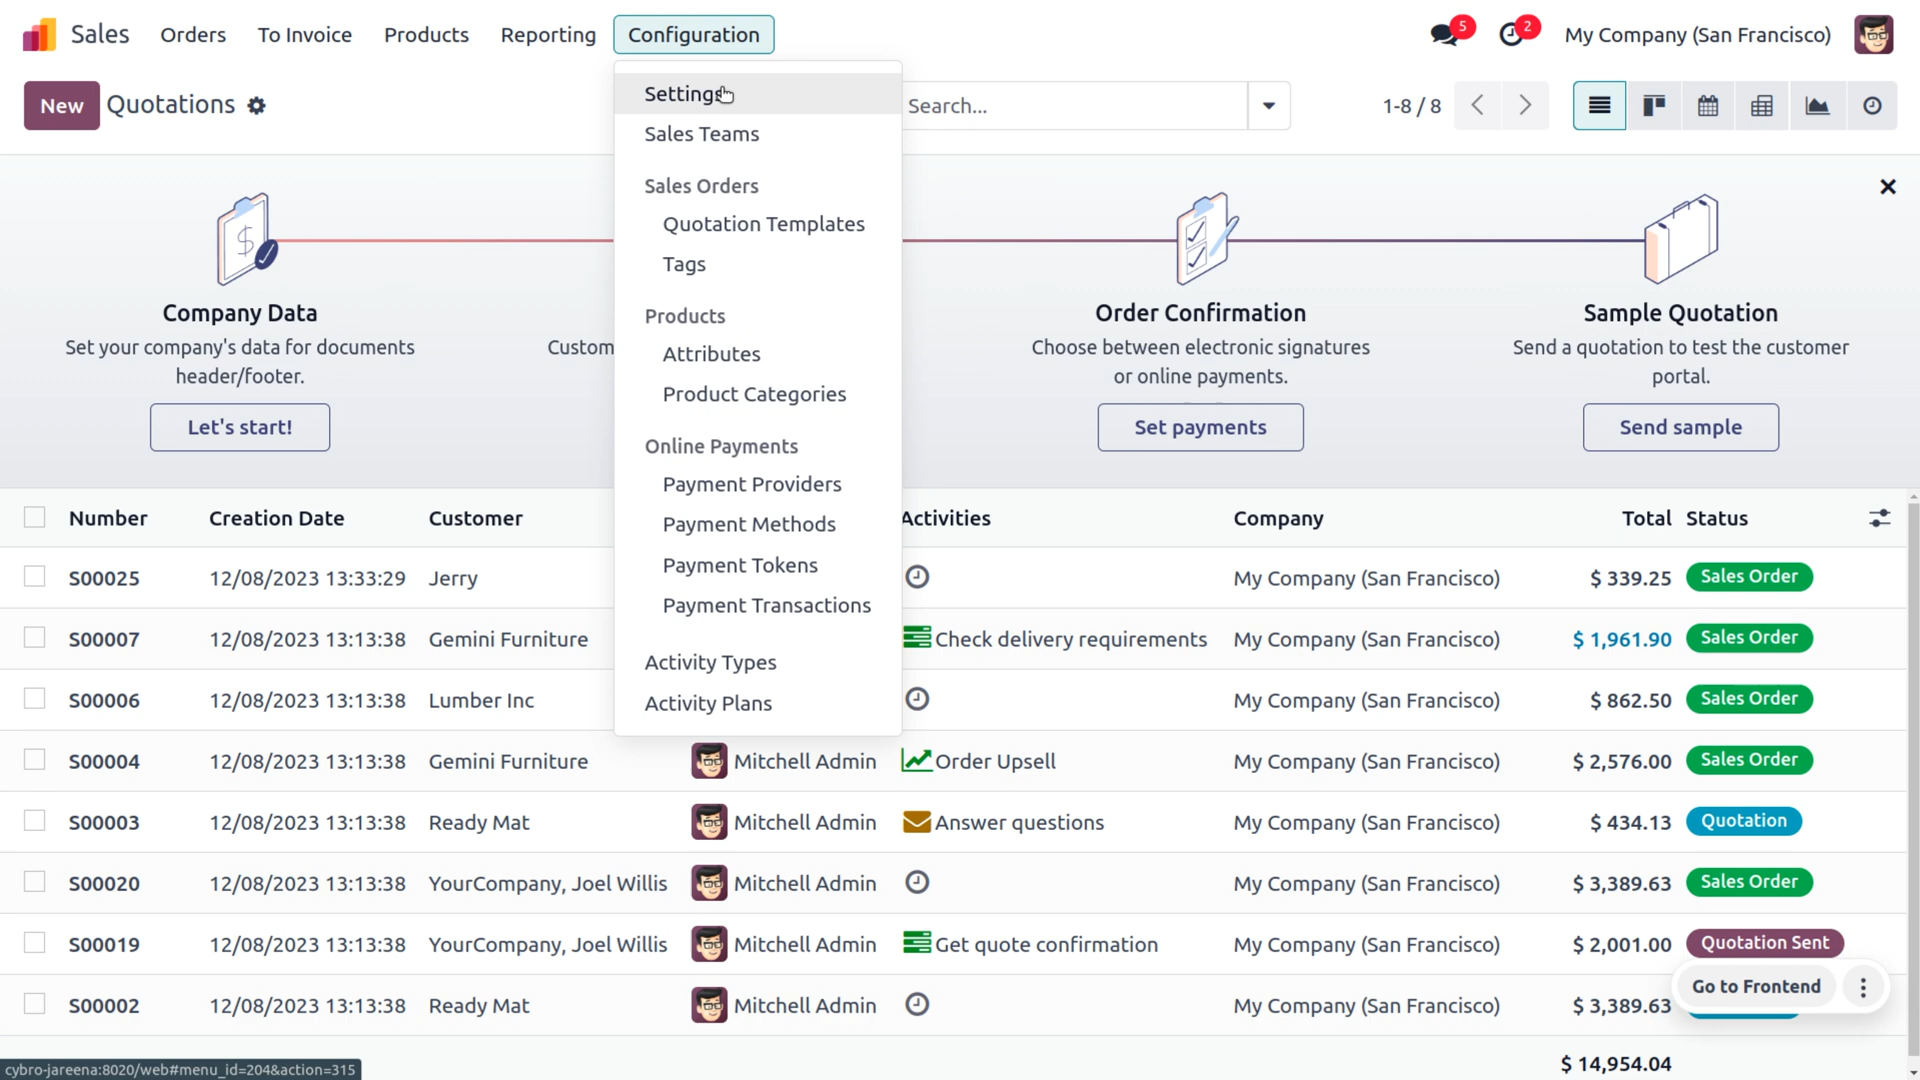 Sales Orders To Invoice Products Reporting Configuration 5 2 My Company (San Francisco)
New Quotations Search... 1-8 / 8
Settings
Sales Teams
Sales Orders
Quotation Templates
Tags
Products
Attributes
Product Categories
Online Payments
Payment Providers
Payment Methods
Payment Tokens
Payment Transactions
Activity Types
Activity Plans
Company Data
Set your company's data for documents
header/footer.
Let's start!
Custom
Order Confirmation
Choose between electronic signatures
or online payments.
Set payments
Sample Quotation
Send a quotation to test the customer
portal.
Send sample
Number Creation Date Customer Activities Company Total Status
S00025 12/08/2023 13:33:29 Jerry My Company (San Francisco) $ 339.25 Sales Order
S00007 12/08/2023 13:13:38 Gemini Furniture Check delivery requirements My Company (San Francisco) $ 1,961.90 Sales Order
S00006 12/08/2023 13:13:38 Lumber Inc My Company (San Francisco) $ 862.50 Sales Order
S00004 12/08/2023 13:13:38 Gemini Furniture Mitchell Admin Order Upsell My Company (San Francisco) $ 2,576.00 Sales Order
S00003 12/08/2023 13:13:38 Ready Mat Mitchell Admin Answer questions My Company (San Francisco) $ 434.13 Quotation
S00020 12/08/2023 13:13:38 YourCompany, Joel Willis Mitchell Admin My Company (San Francisco) $ 3,389.63 Sales Order
S00019 12/08/2023 13:13:38 YourCompany, Joel Willis Mitchell Admin Get quote confirmation My Company (San Francisco) $ 2,001.00 Quotation Sent
Go to Frontend
S00002 12/08/2023 13:13:38 Ready Mat Mitchell Admin My Company (San Francisco) $ 3,389.63
$ 14,954.04
cybro-jareena:8020/web#menu_id=204&action=315